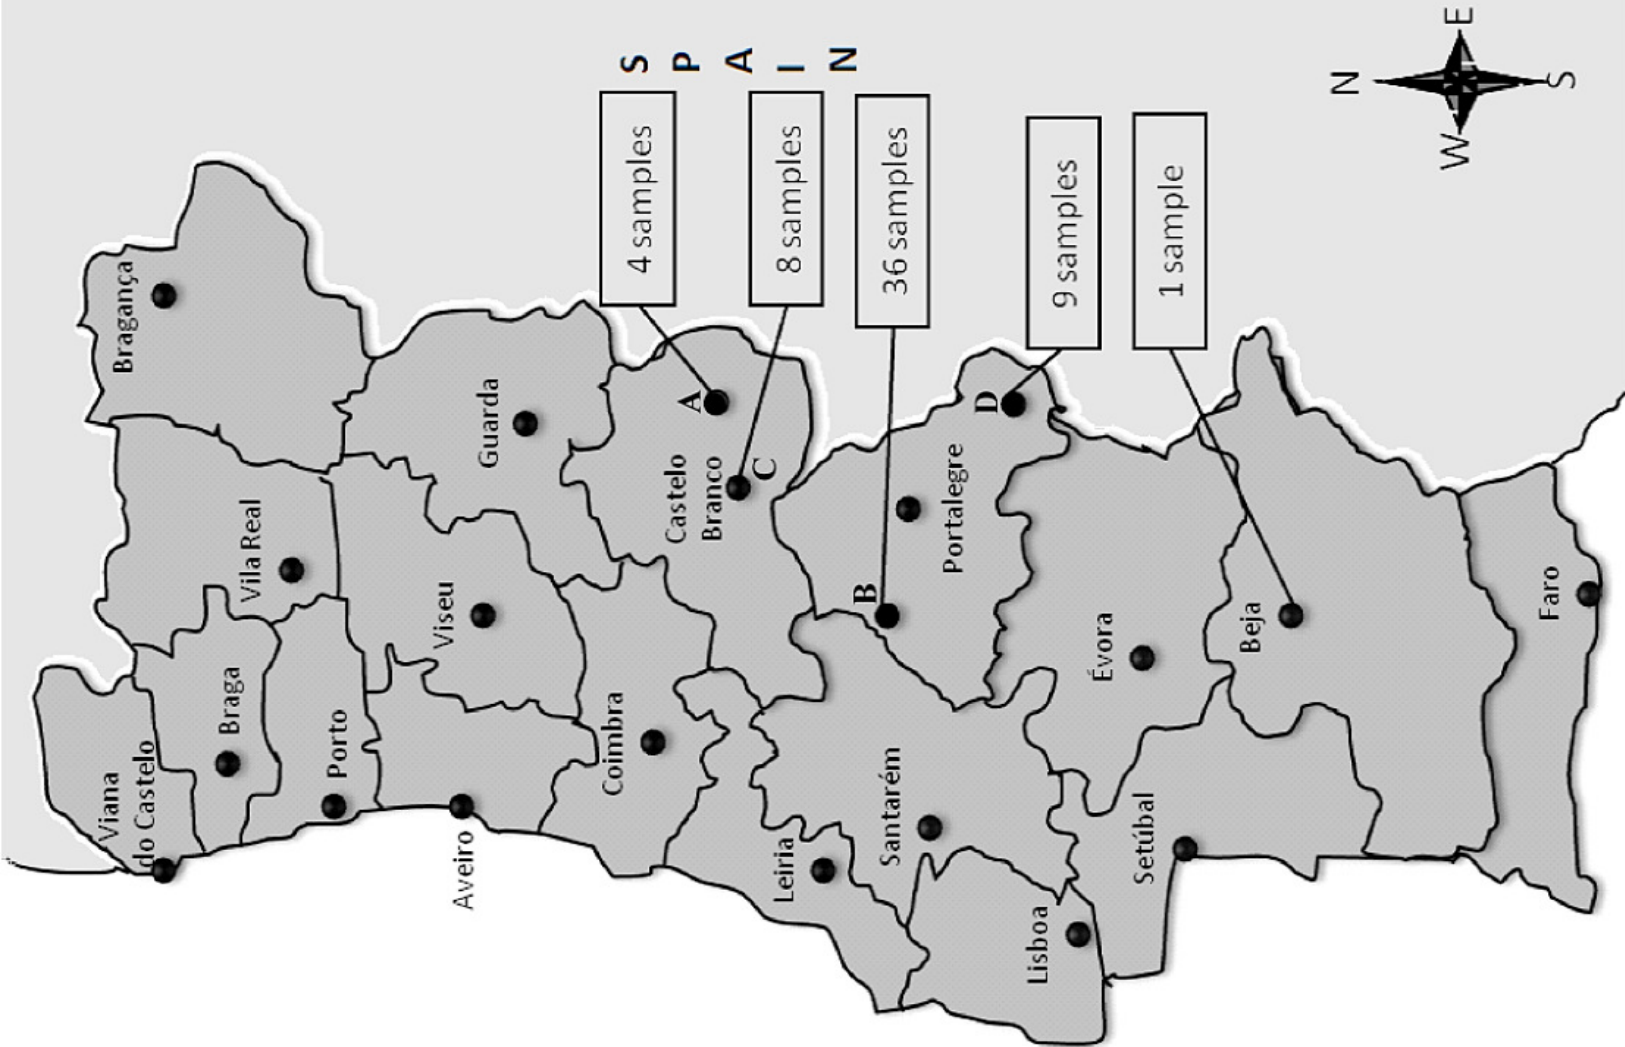 Viana
do Castelo
Braga
Bragança
Vila Real
Porto
Aveiro
Viseu
Guarda
Coimbra
Castelo
Branco
A
C
Leiria
Santarém
B
Portalegre
D
Lisboa
Setúbal
Évora
Beja
Faro
S
P
A
I
N
4 samples
8 samples
36 samples
9 samples
1 sample
N
W
E
S